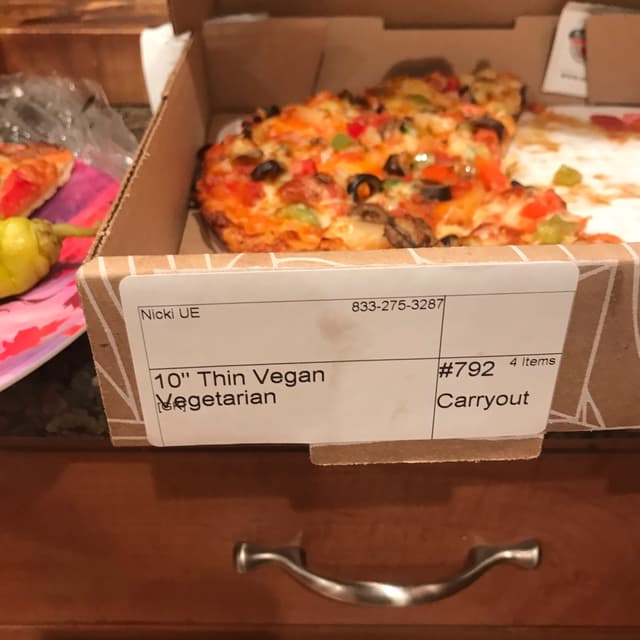 Nicki UE 833-275-3287
10" Thin Vegan
Vegetarian
#792 4 Items
Carryout